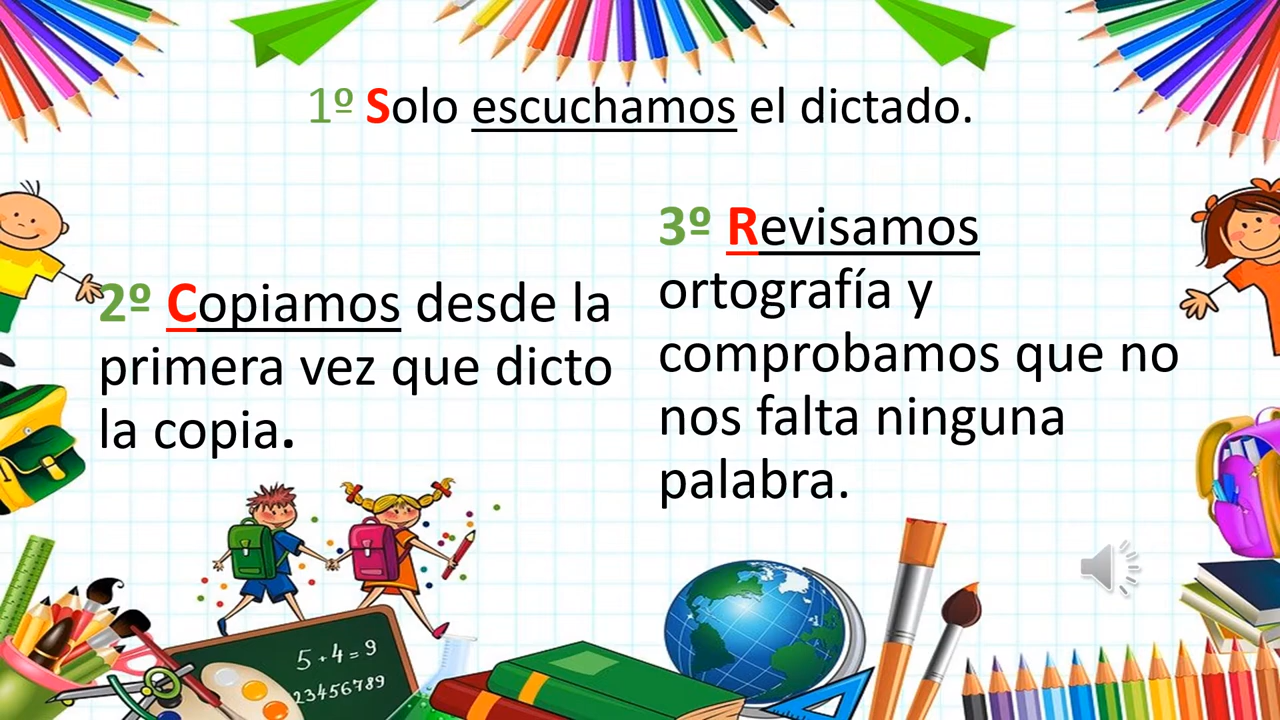 1º Solo escuchamos el dictado.
2º Copiamos desde la
primera vez que dicto
la copia.
3º Revisamos
ortografía y
comprobamos que no
nos falta ninguna
palabra.
5+4=9
123456789